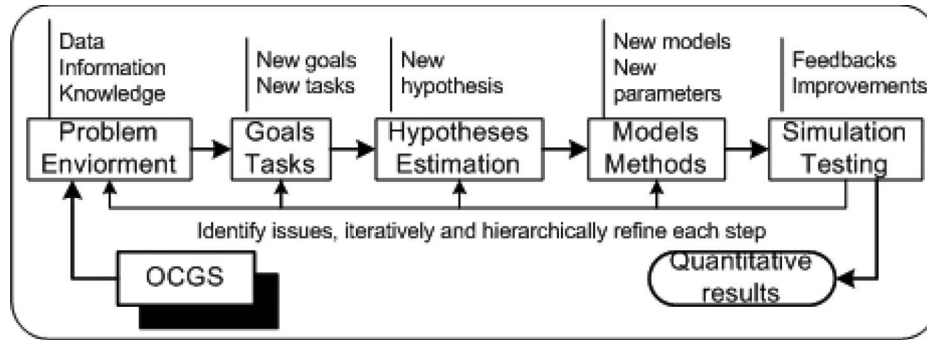 Data
Information
Knowledge
New goals
New tasks
New
hypothesis
New models
New
parameters
Feedbacks
Improvements
Problem
Enviorment
Goals
Tasks
Hypotheses
Estimation
Models
Methods
Simulation
Testing
Identify issues, iteratively and hierarchically refine each step
OCGS
Quantitative
results